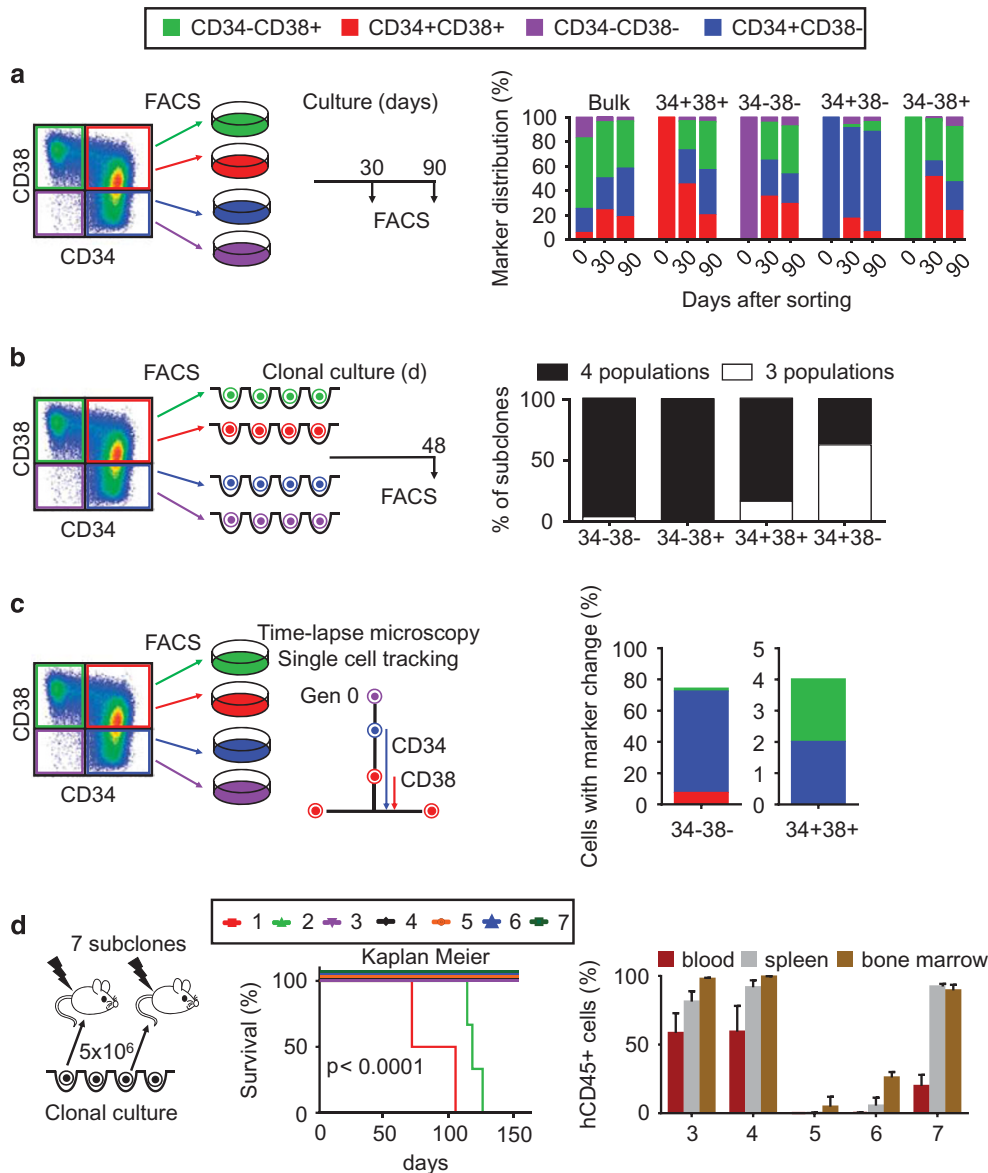 CD34-CD38+ CD34+CD38+ CD34-CD38- CD34+CD38-
a
FACS
CD38
CD34
Culture (days)
30 90
FACS
Bulk 34+38+ 34-38- 34+38- 34-38+
Marker distribution (%)
100
80
60
40
20
0
0 30 90 0 30 90 0 30 90 0 30 90 0 30 90
Days after sorting
b
FACS
CD38
CD34
Clonal culture (d)
48
FACS
4 populations 3 populations
% of subclones
100
50
0
34-38- 34-38+ 34+38+ 34+38-
c
FACS
CD38
CD34
Time-lapse microscopy
Single cell tracking
Gen 0
CD34
CD38
Cells with marker change (%)
100
80
60
40
20
0
34-38-
5
4
3
2
1
0
34+38+
d
1 2 3 4 5 6 7
7 subclones
5x10⁶
Clonal culture
Kaplan Meier
Survival (%)
100
50
0
p< 0.0001
0 50 100 150
days
blood spleen bone marrow
hCD45+ cells (%)
100
50
0
3 4 5 6 7